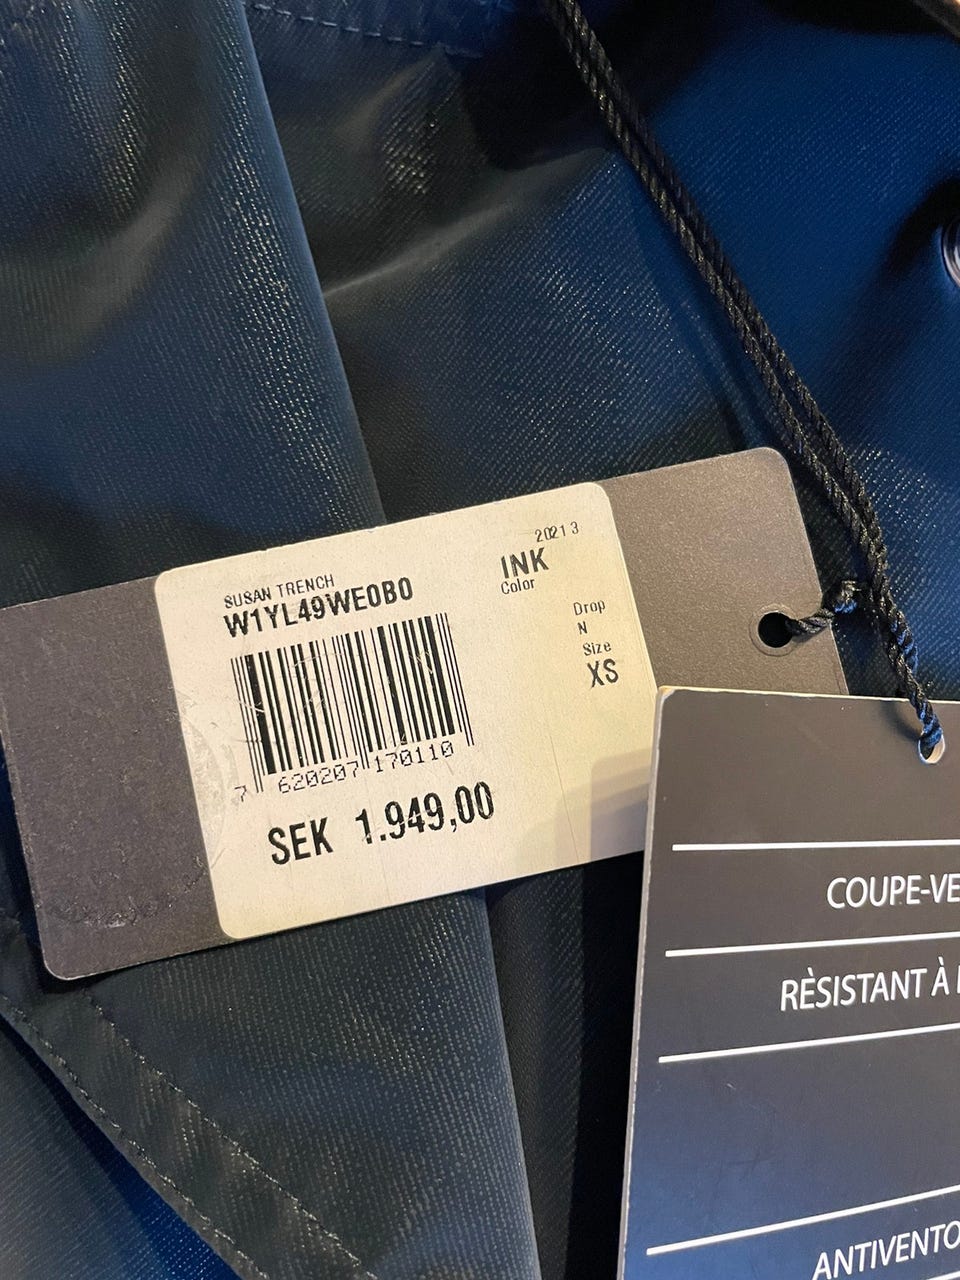 SUSAN TRENCH
W1YL49WE0B0
20213
INK
Color
Drop
N
Size
XS
7 620207 170110
SEK 1.949,00
COUPE-VE
RÈSISTANT À
ANTIVENTO